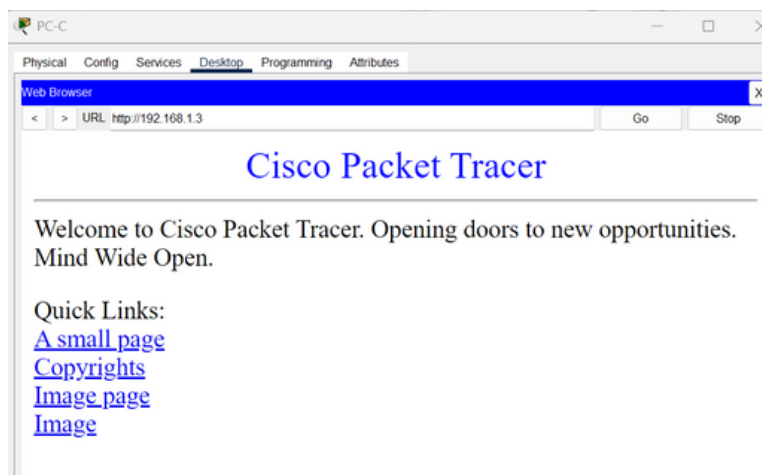 PC-C
Physical Config Services Desktop Programming Attributes
Web Browser
X
< > URL http://192.168.1.3 Go Stop
Cisco Packet Tracer
Welcome to Cisco Packet Tracer. Opening doors to new opportunities.
Mind Wide Open.
Quick Links:
A small page
Copyrights
Image page
Image